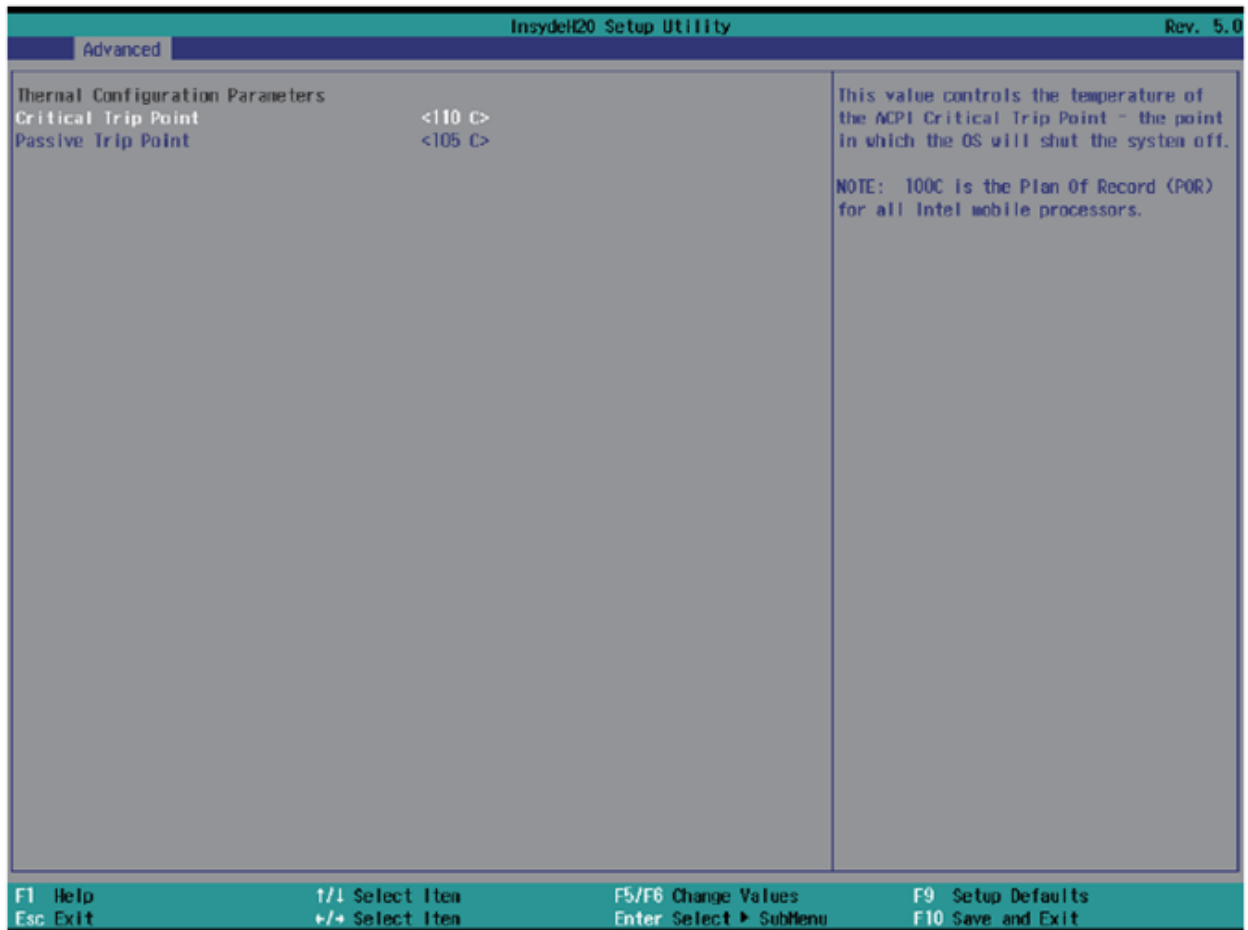 InsydeH20 Setup Utility Rev. 5.0
Advanced
Thermal Configuration Parameters
Critical Trip Point <110 C>
Passive Trip Point <105 C>
This value controls the temperature of
the ACPI Critical Trip Point - the point
in which the OS will shut the system off.
NOTE: 100C is the Plan Of Record (POR)
for all Intel mobile processors.
F1 Help ↑/↓ Select Item F5/F6 Change Values F9 Setup Defaults
Esc Exit ←/→ Select Item Enter Select ▶ SubMenu F10 Save and Exit